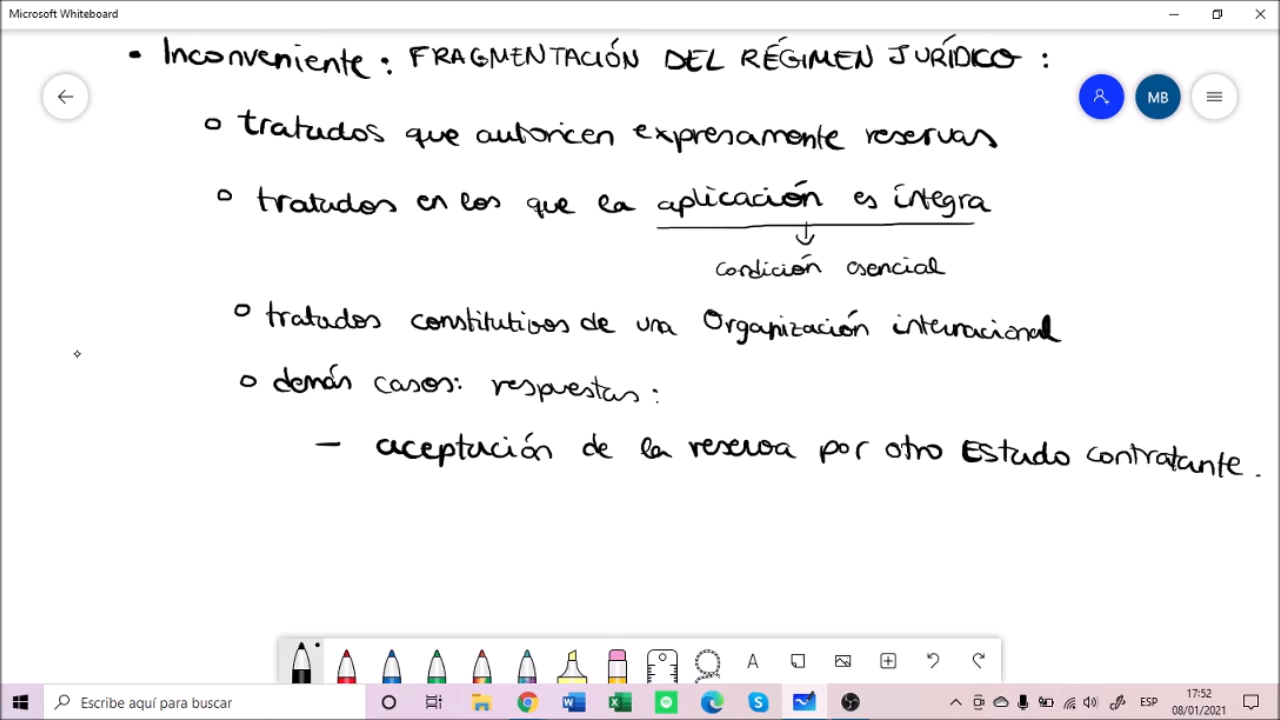 Microsoft Whiteboard
• Inconveniente: FRAGMENTACIÓN DEL RÉGIMEN JURÍDICO:
MB
o tratados que autoricen expresamente reservas
o tratados en los que la aplicación es íntegra
condición esencial
o tratados constitutivos de una Organización internacional
o demás casos: respuestas:
— aceptación de la reserva por otro Estado contratante.
A
Escribe aquí para buscar
ESP
17:52
08/01/2021